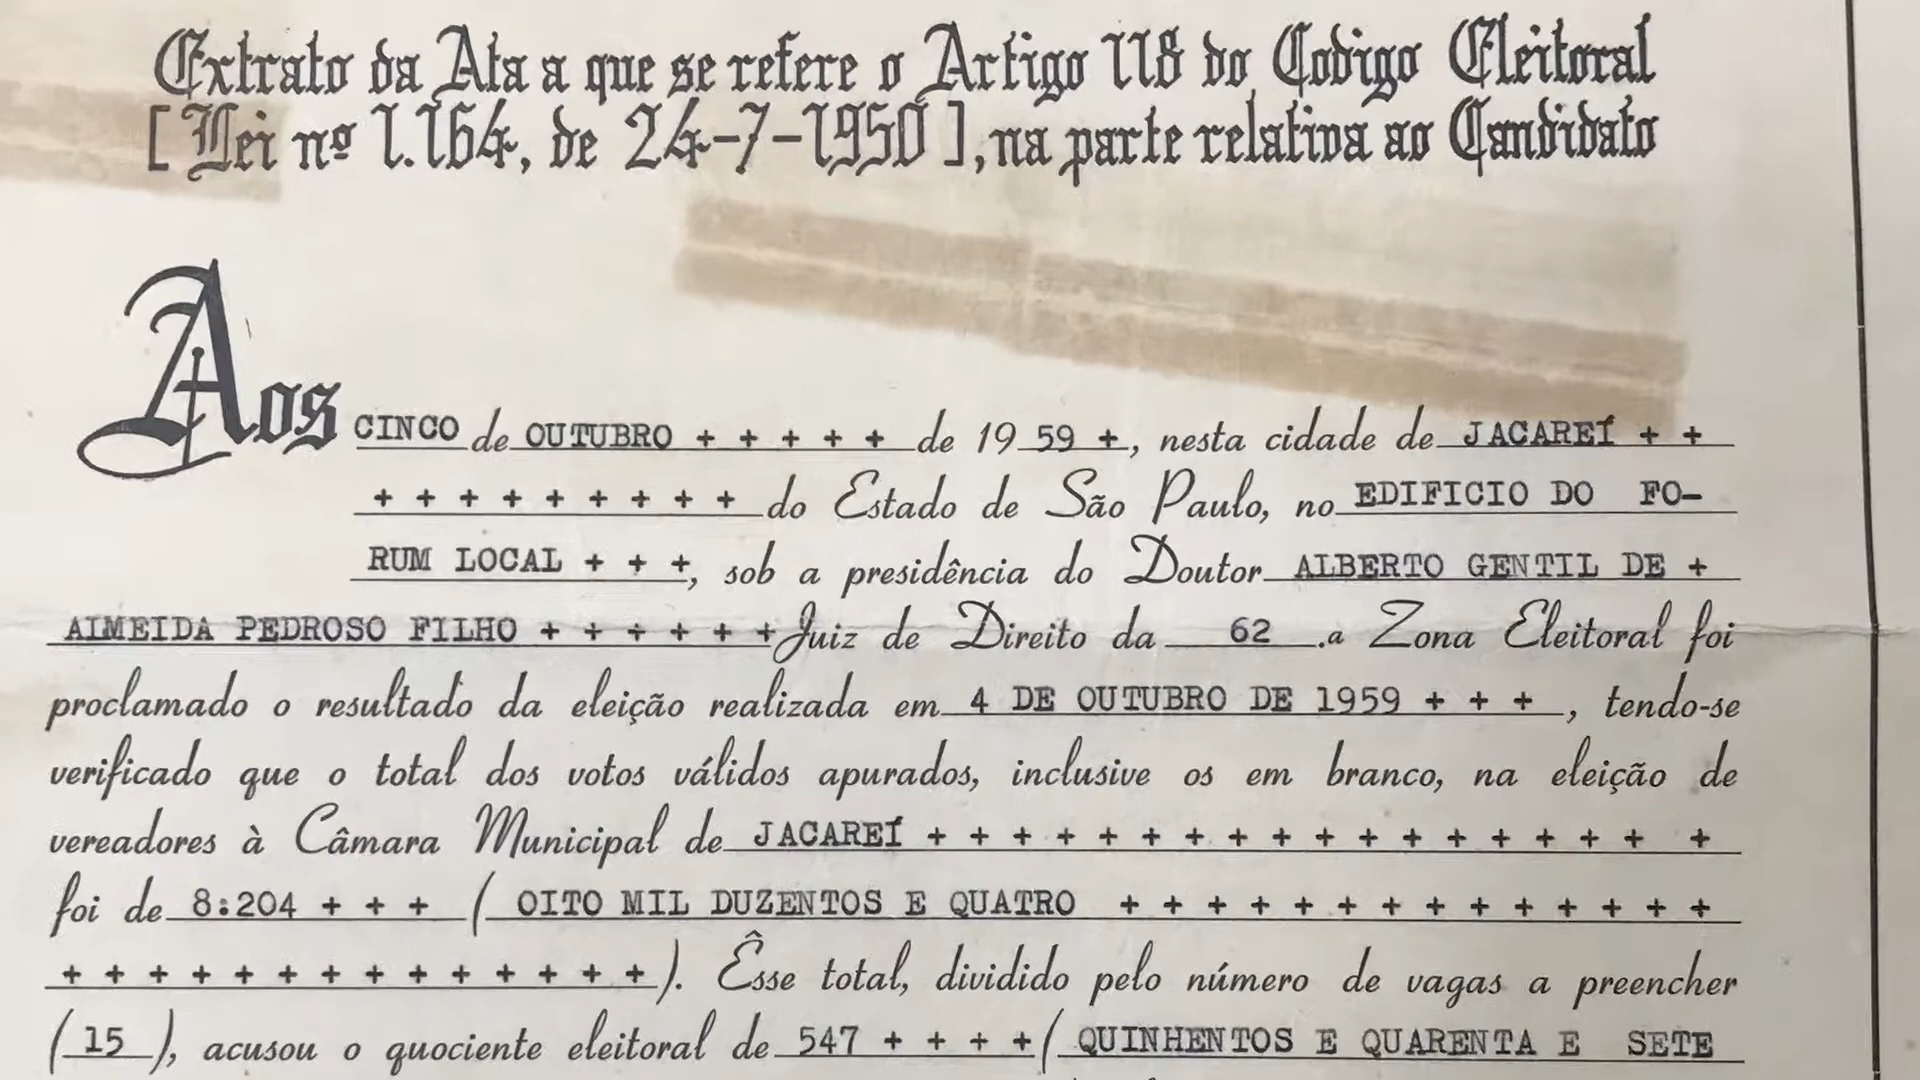 Extrato da Ata a que se refere o Artigo 118 do Codigo Eleitoral
[Lei nº 1.164, de 24-7-1950], na parte relativa ao Candidato
Aos CINCO de OUTUBRO + + + + + de 19 59 +, nesta cidade de JACAREÍ + +
+ + + + + + + + + do Estado de São Paulo, no EDIFICIO DO FO-
RUM LOCAL + + +, sob a presidência do Doutor ALBERTO GENTIL DE +
ALMEIDA PEDROSO FILHO + + + + + + Juiz de Direito da 62 .a Zona Eleitoral foi
proclamado o resultado da eleição realizada em 4 DE OUTUBRO DE 1959 + + + , tendo-se
verificado que o total dos votos válidos apurados, inclusive os em branco, na eleição de
vereadores à Câmara Municipal de JACAREÍ + + + + + + + + + + + + + + + + + + +
foi de 8:204 + + + ( OITO MIL DUZENTOS E QUATRO + + + + + + + + + + + + + +
+ + + + + + + + + + + + + + ). Êsse total, dividido pelo número de vagas a preencher
( 15 ), acusou o quociente eleitoral de 547 + + + + ( QUINHENTOS E QUARENTA E SETE